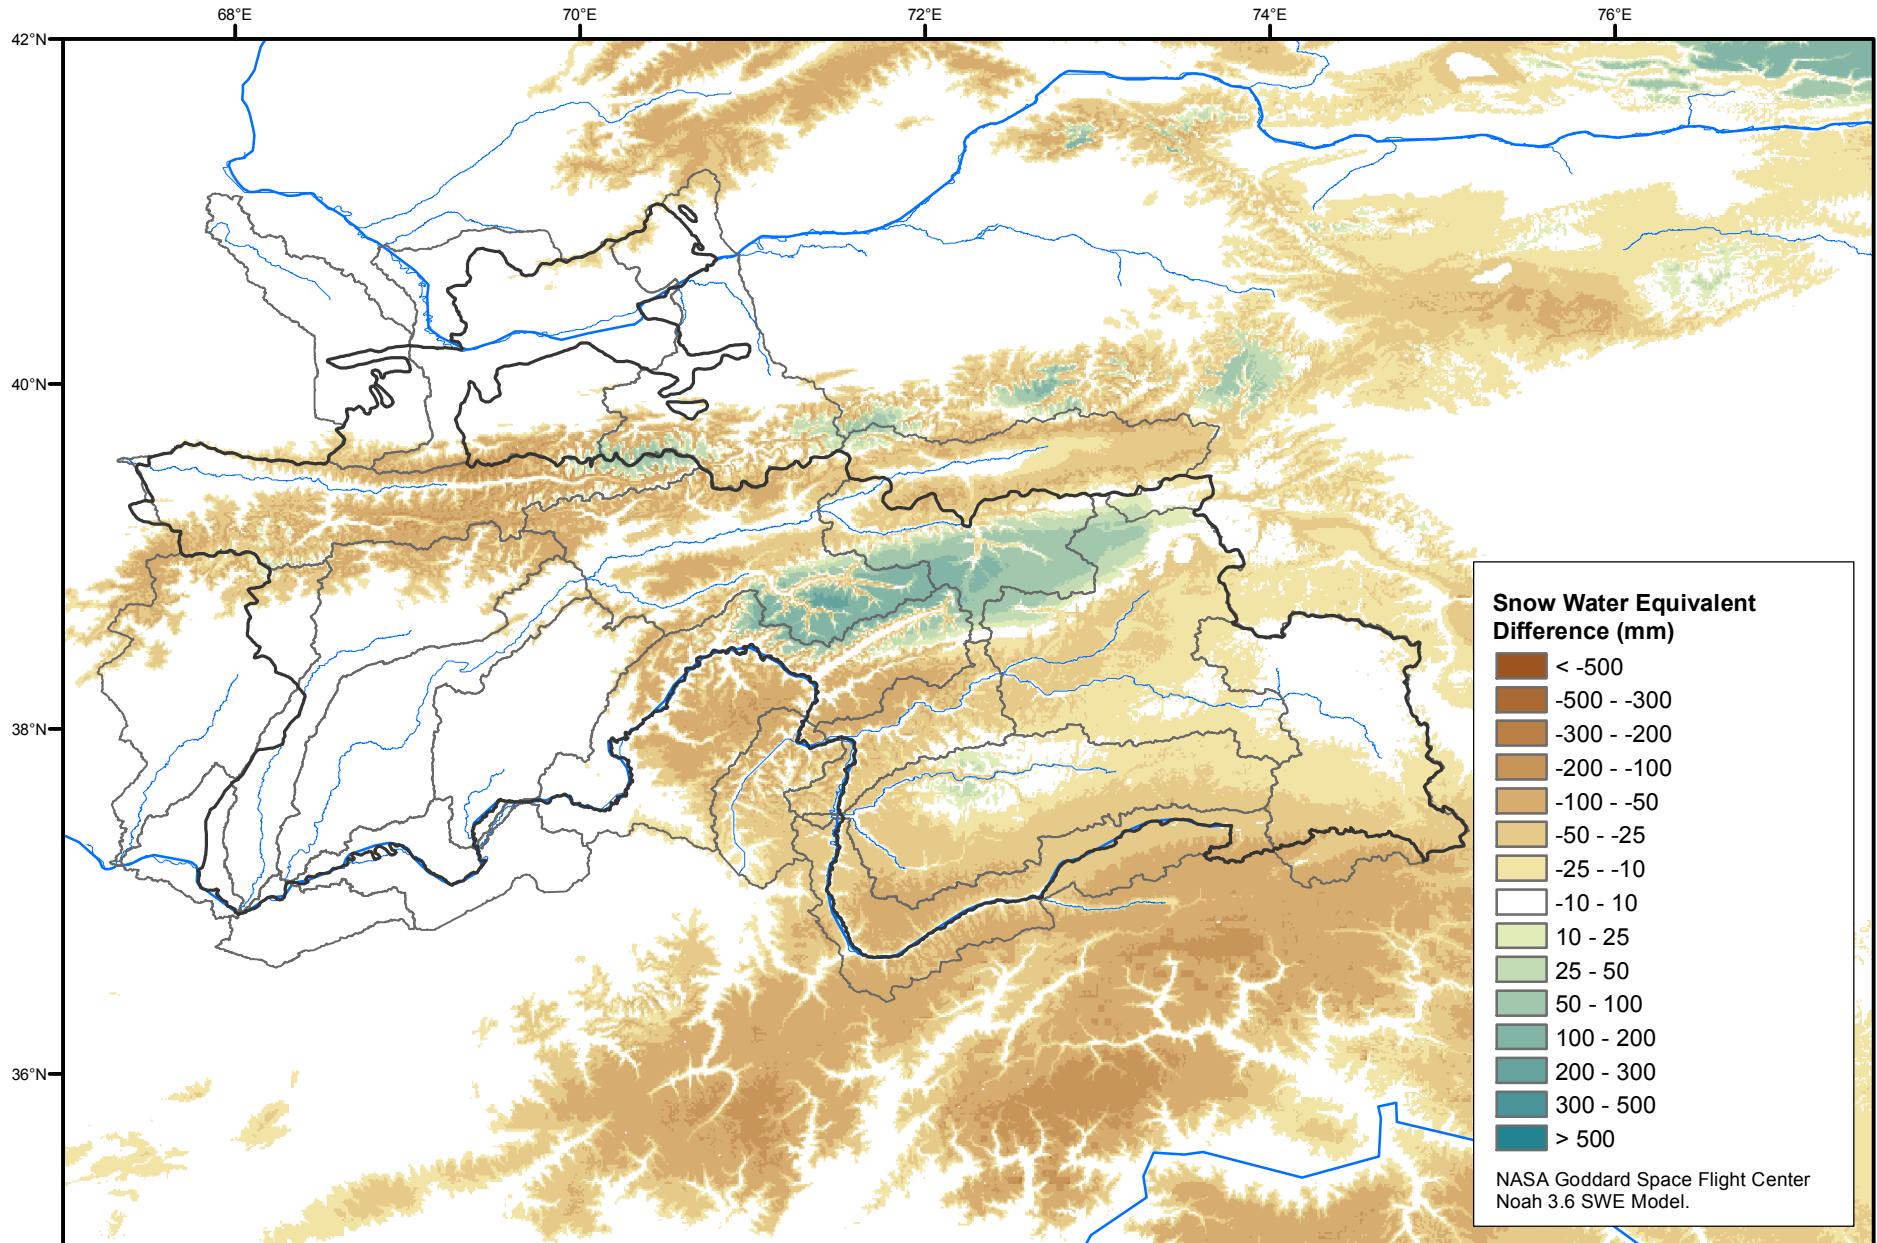 68°E
70°E
72°E
74°E
76°E
42°N
40°N
38°N
36°N
Snow Water Equivalent
Difference (mm)
< -500
-500 - -300
-300 - -200
-200 - -100
-100 - -50
-50 - -25
-25 - -10
-10 - 10
10 - 25
25 - 50
50 - 100
100 - 200
200 - 300
300 - 500
> 500
NASA Goddard Space Flight Center
Noah 3.6 SWE Model.